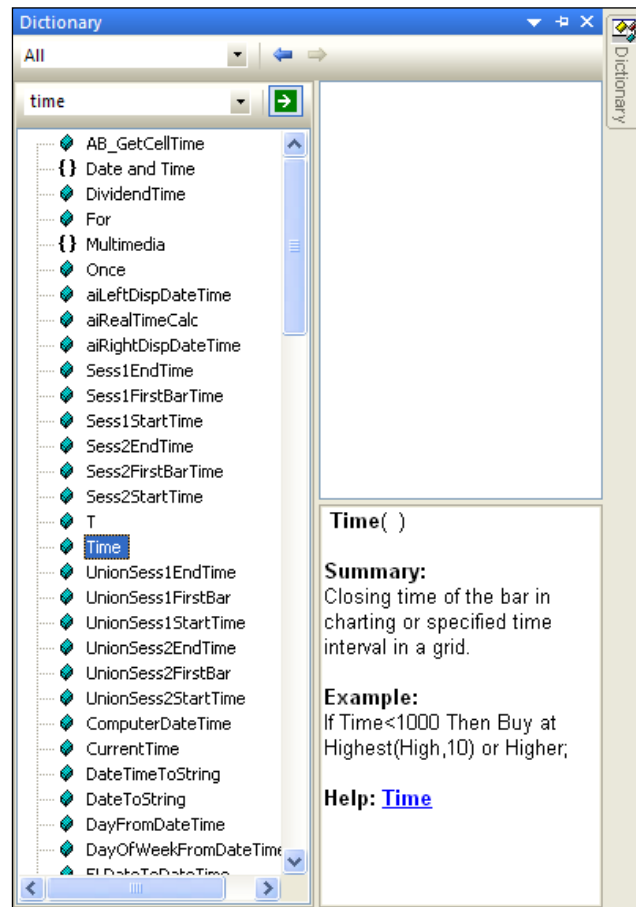 Dictionary
All
time
AB_GetCellTime
{} Date and Time
DividendTime
For
{} Multimedia
Once
aiLeftDispDateTime
aiRealTimeCalc
aiRightDispDateTime
Sess1EndTime
Sess1FirstBarTime
Sess1StartTime
Sess2EndTime
Sess2FirstBarTime
Sess2StartTime
T
Time
UnionSess1EndTime
UnionSess1FirstBar
UnionSess1StartTime
UnionSess2EndTime
UnionSess2FirstBar
UnionSess2StartTime
ComputerDateTime
CurrentTime
DateTimeToString
DateToString
DayFromDateTime
DayOfWeekFromDateTime
ELDateToDateTime
Time( )
Summary:
Closing time of the bar in
charting or specified time
interval in a grid.
Example:
If Time<1000 Then Buy at
Highest(High,10) or Higher;
Help: Time
Dictionary